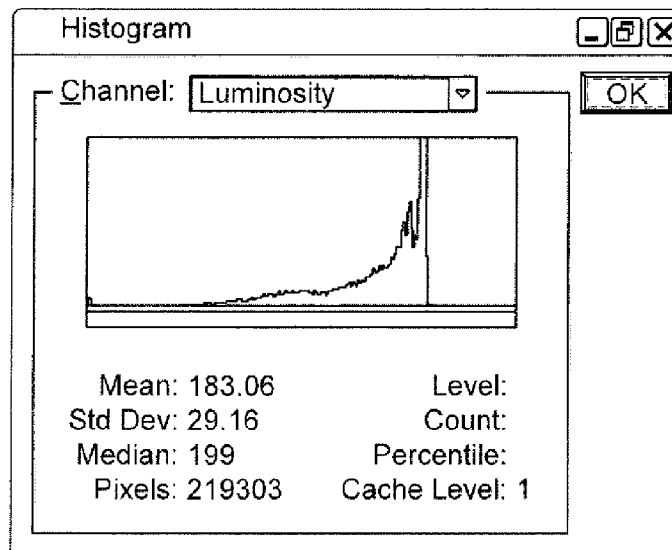 Histogram
Channel: Luminosity
OK
Mean: 183.06 Level:
Std Dev: 29.16 Count:
Median: 199 Percentile:
Pixels: 219303 Cache Level: 1